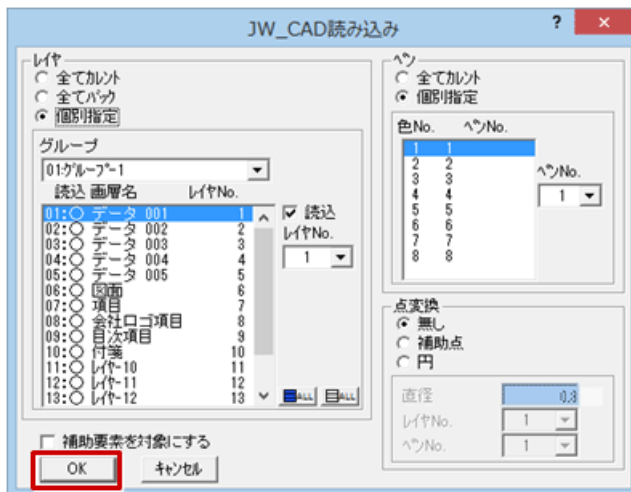 JW_CAD読み込み
?
×
レイヤ
全てカレント
全てバック
個別指定
グループ
01:グループ-1
読込 画層名 レイヤNo.
01:○ データ 001 1
02:○ データ 002 2
03:○ データ 003 3
04:○ データ 004 4
05:○ データ 005 5
06:○ 図面 6
07:○ 項目 7
08:○ 会社ロゴ項目 8
09:○ 目次項目 9
10:○ 付箋 10
11:○ レイヤ-10 11
12:○ レイヤ-11 12
13:○ レイヤ-12 13
読込
レイヤNo.
1
ALL ALL
補助要素を対象にする
OK キャンセル
ペン
全てカレント
個別指定
色No. ペンNo.
1 1
2 2
3 3
4 4
5 5
6 6
7 7
8 8
ペンNo.
1
点変換
無し
補助点
円
直径 0.3
レイヤNo. 1
ペンNo. 1